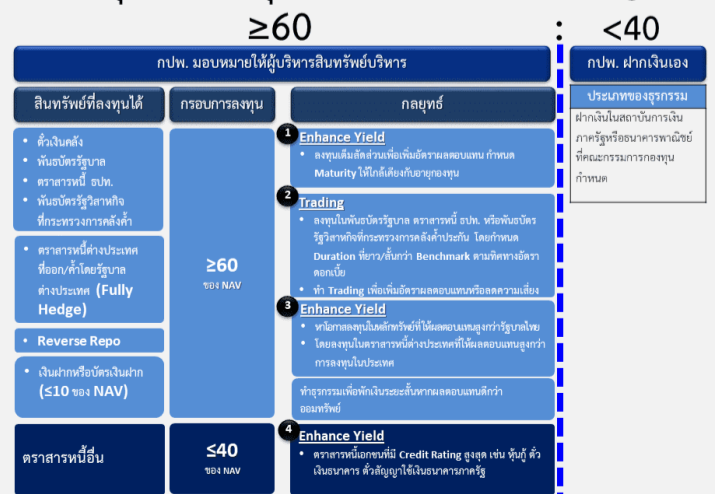 ≥60 : <40
กปพ. มอบหมายให้ผู้บริหารสินทรัพย์บริหาร
กปพ. ฝากเงินเอง
สินทรัพย์ที่ลงทุนได้
กรอบการลงทุน
กลยุทธ์
ประเภทของธุรกรรม
ฝากเงินในสถาบันการเงิน
ภาครัฐหรือธนาคารพาณิชย์
ที่คณะกรรมการกองทุน
กำหนด
• ตั๋วเงินคลัง
• พันธบัตรรัฐบาล
• ตราสารหนี้ ธปท.
• พันธบัตรรัฐวิสาหกิจ
ที่กระทรวงการคลังค้ำ
• ตราสารหนี้ต่างประเทศ
ที่ออก/ค้ำโดยรัฐบาล
ต่างประเทศ (Fully
Hedge)
• Reverse Repo
• เงินฝากหรือบัตรเงินฝาก
(≤10 ของ NAV)
≥60
ของ NAV
1 Enhance Yield
• ลงทุนเต็มสัดส่วนเพื่อเพิ่มอัตราผลตอบแทน กำหนด
Maturity ให้ใกล้เคียงกับอายุกองทุน
2 Trading
• ลงทุนในพันธบัตรรัฐบาล ตราสารหนี้ ธปท. หรือพันธบัตร
รัฐวิสาหกิจที่กระทรวงการคลังค้ำประกัน โดยกำหนด
Duration ที่ยาว/สั้นกว่า Benchmark ตามทิศทางอัตรา
ดอกเบี้ย
• ทำ Trading เพื่อเพิ่มอัตราผลตอบแทนหรือลดความเสี่ยง
3 Enhance Yield
• หาโอกาสลงทุนในหลักทรัพย์ที่ให้ผลตอบแทนสูงกว่ารัฐบาลไทย
• โดยลงทุนในตราสารหนี้ต่างประเทศที่ให้ผลตอบแทนสูงกว่า
การลงทุนในประเทศ
ทำธุรกรรมเพื่อพักเงินระยะสั้นหากผลตอบแทนดีกว่า
ออมทรัพย์
ตราสารหนี้อื่น
≤40
ของ NAV
4 Enhance Yield
• ตราสารหนี้เอกชนที่มี Credit Rating สูงสุด เช่น หุ้นกู้ ตั๋ว
เงินธนาคาร ตั๋วสัญญาใช้เงินธนาคารภาครัฐ